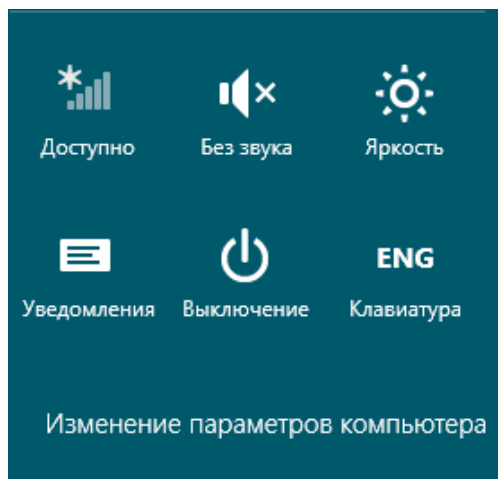 Доступно Без звука Яркость
ENG
Уведомления Выключение Клавиатура
Изменение параметров компьютера